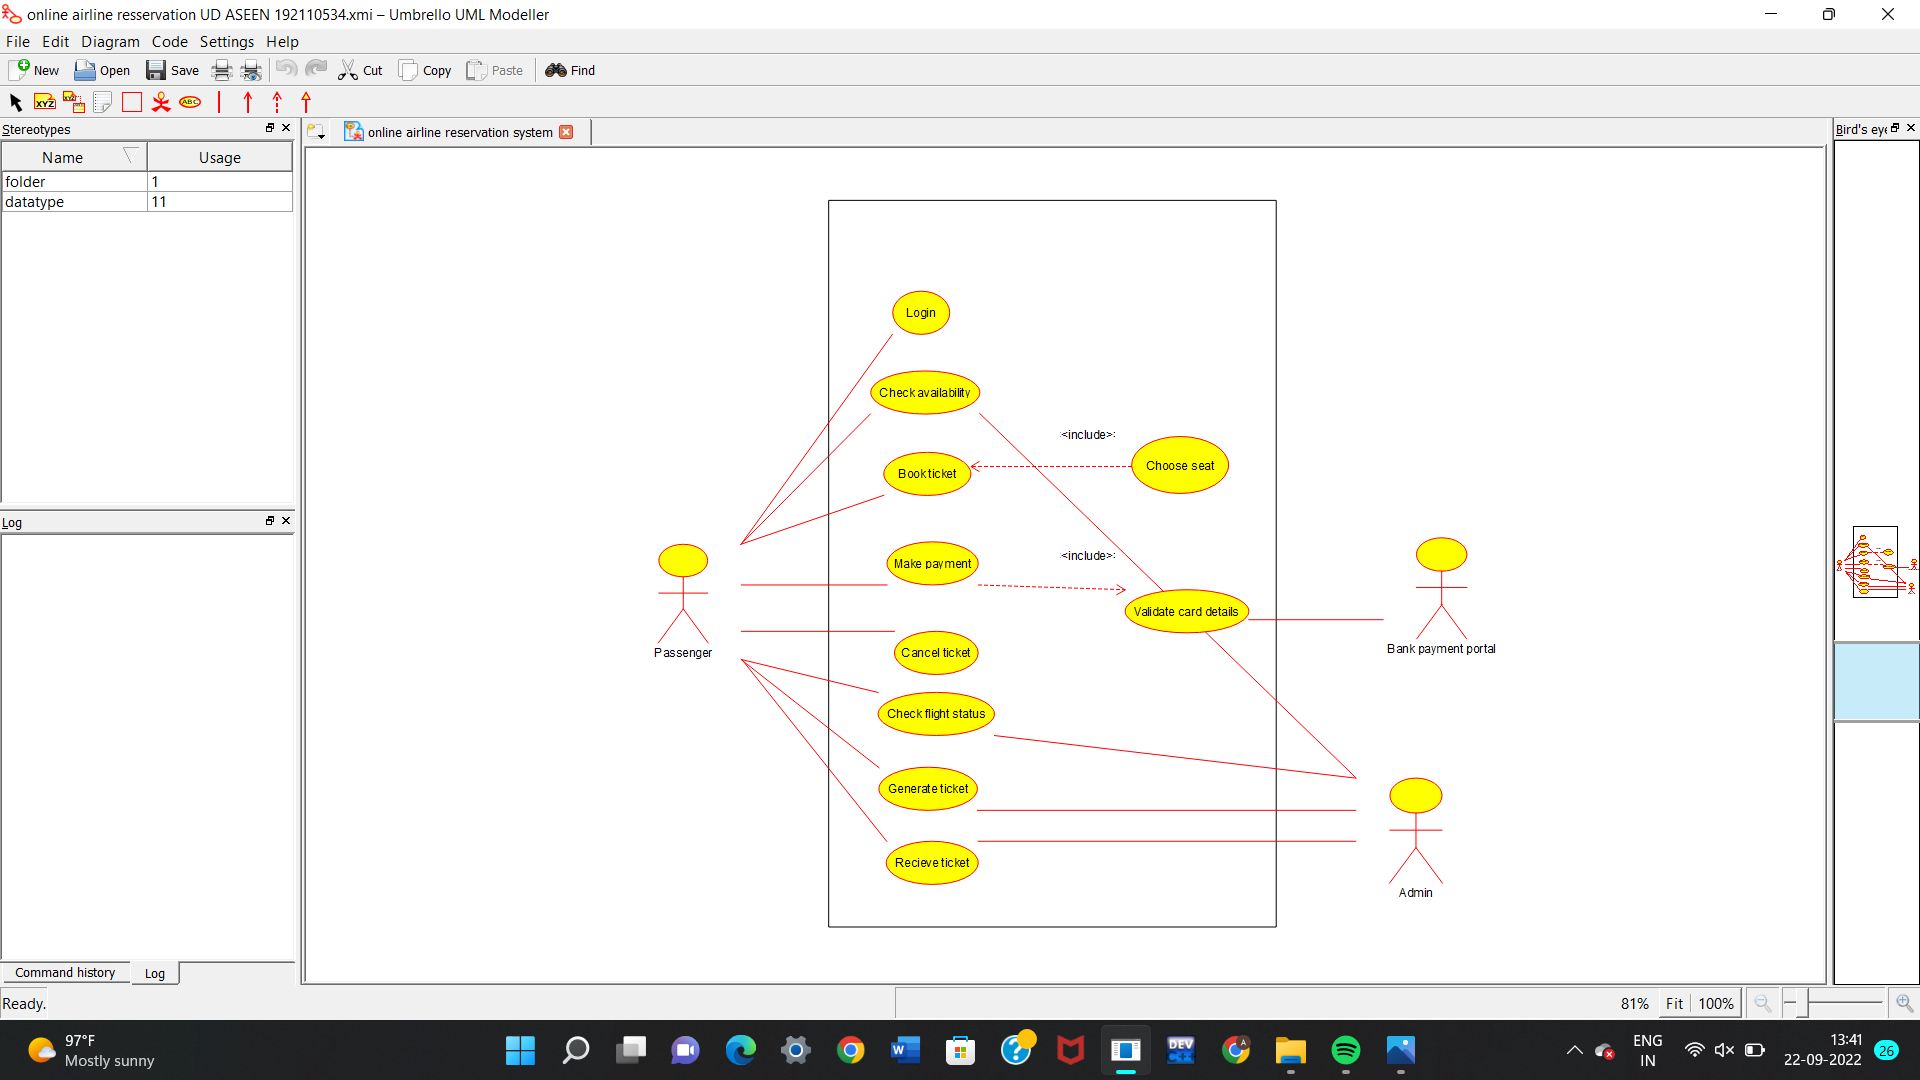 online airline resservation UD ASEEN 192110534.xmi – Umbrello UML Modeller
File Edit Diagram Code Settings Help
New Open Save Cut Copy Paste Find
XYZ XYZ ABC
Stereotypes
Name Usage
folder 1
datatype 11
Log
Command history Log
Ready.
online airline reservation system
Bird's eye
Login
Check availability
<include>
Book ticket
Choose seat
Make payment
<include>
Validate card details
Passenger
Bank payment portal
Cancel ticket
Check flight status
Generate ticket
Recieve ticket
Admin
81% Fit 100%
97°F
Mostly sunny
W
DEV
C++
A
ENG
IN
13:41
22-09-2022
26